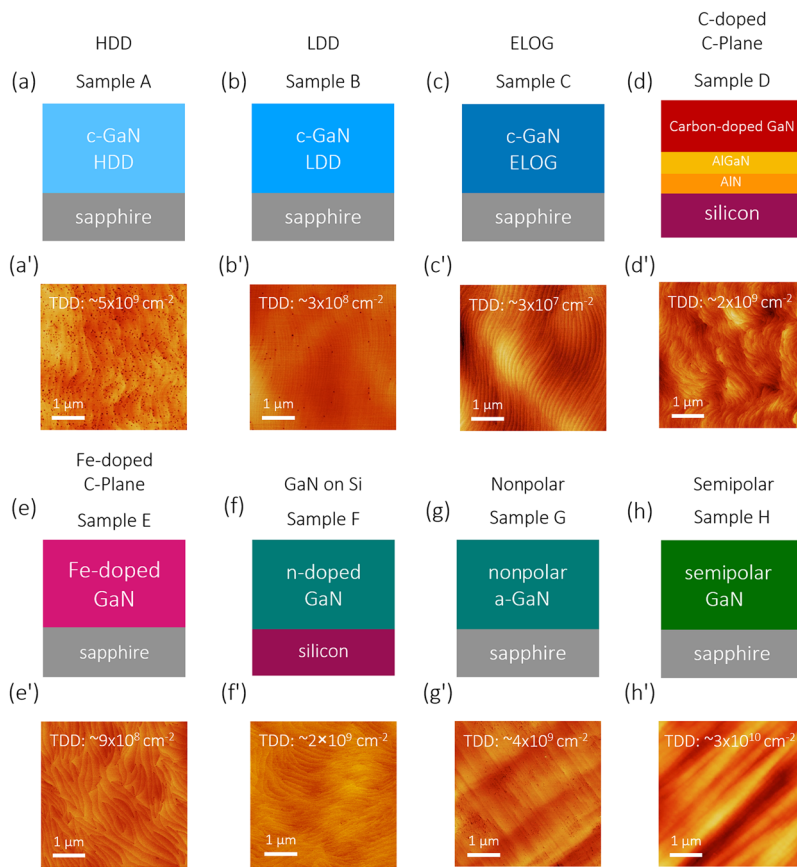 HDD
LDD
ELOG
C-doped
C-Plane
(a)
Sample A
(b)
Sample B
(c)
Sample C
(d)
Sample D
c-GaN
HDD
sapphire
c-GaN
LDD
sapphire
c-GaN
ELOG
sapphire
Carbon-doped GaN
AlGaN
AlN
silicon
(a')
(b')
(c')
(d')
TDD: ~5x10⁹ cm⁻²
1 µm
TDD: ~3x10⁸ cm⁻²
1 µm
TDD: ~3x10⁷ cm⁻²
1 µm
TDD: ~2x10⁹ cm⁻²
1 µm
Fe-doped
C-Plane
GaN on Si
Nonpolar
Semipolar
(e)
Sample E
(f)
Sample F
(g)
Sample G
(h)
Sample H
Fe-doped
GaN
sapphire
n-doped
GaN
silicon
nonpolar
a-GaN
sapphire
semipolar
GaN
sapphire
(e')
(f')
(g')
(h')
TDD: ~9x10⁸ cm⁻²
1 µm
TDD: ~2×10⁹ cm⁻²
1 µm
TDD: ~4x10⁹ cm⁻²
1 µm
TDD: ~3x10¹⁰ cm⁻²
1 µm